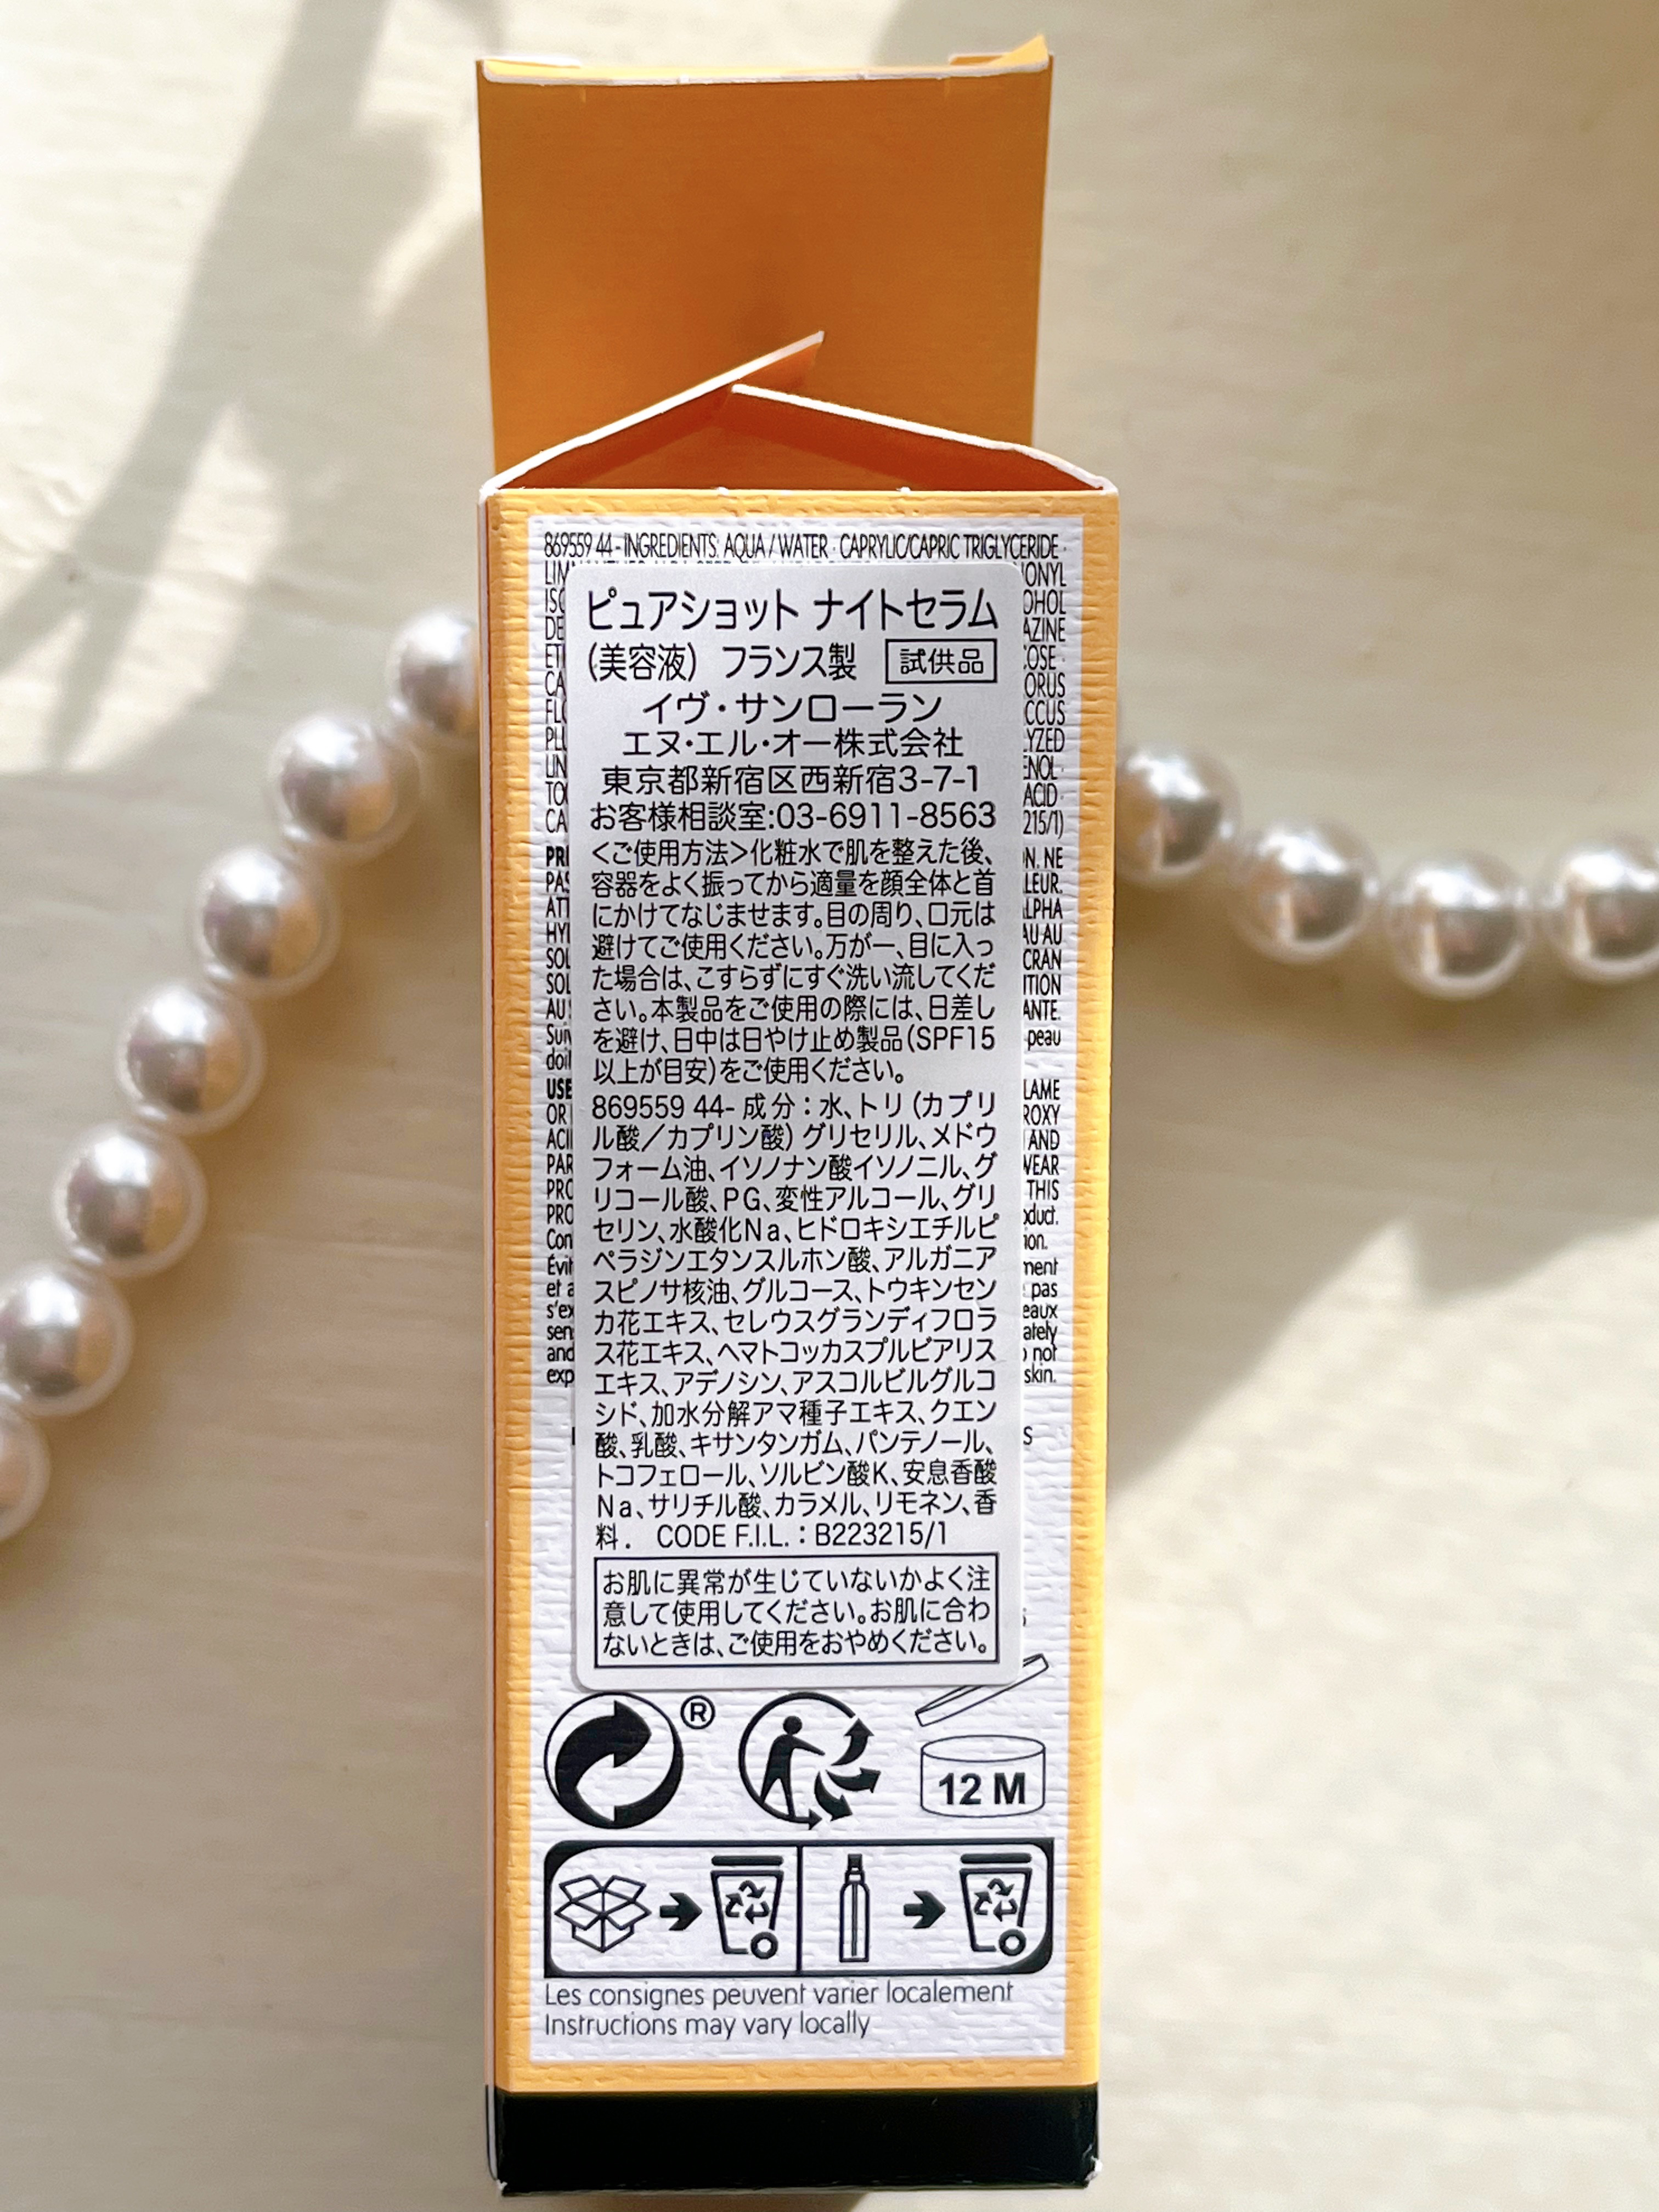 869559 44 - INGREDIENTS: AQUA / WATER · CAPRYLIC/CAPRIC TRIGLYCERIDE ·
ピュアショット ナイトセラム
(美容液) フランス製 試供品
イヴ・サンローラン
エヌ・エル・オー株式会社
東京都新宿区西新宿3-7-1
お客様相談室:03-6911-8563
<ご使用方法>化粧水で肌を整えた後、
容器をよく振ってから適量を顔全体と首
にかけてなじませます。目の周り、口元は
避けてご使用ください。万が一、目に入っ
た場合は、こすらずにすぐ洗い流してくだ
さい。本製品をご使用の際には、日差し
を避け、日中は日やけ止め製品(SPF15
以上が目安)をご使用ください。
869559 44- 成分:水、トリ(カプリ
ル酸/カプリン酸)グリセリル、メドウ
フォーム油、イソノナン酸イソノニル、グ
リコール酸、PG、変性アルコール、グリ
セリン、水酸化Na、ヒドロキシエチルピ
ペラジンエタンスルホン酸、アルガニア
スピノサ核油、グルコース、トウキンセン
カ花エキス、セレウスグランディフロラ
ス花エキス、ヘマトコッカスプルビアリス
エキス、アデノシン、アスコルビルグルコ
シド、加水分解アマ種子エキス、クエン
酸、乳酸、キサンタンガム、パンテノール、
トコフェロール、ソルビン酸K、安息香酸
Na、サリチル酸、カラメル、リモネン、香
料. CODE F.I.L.:B223215/1
お肌に異常が生じていないかよく注
意して使用してください。お肌に合わ
ないときは、ご使用をおやめください。
®
12 M
Les consignes peuvent varier localement
Instructions may vary locally